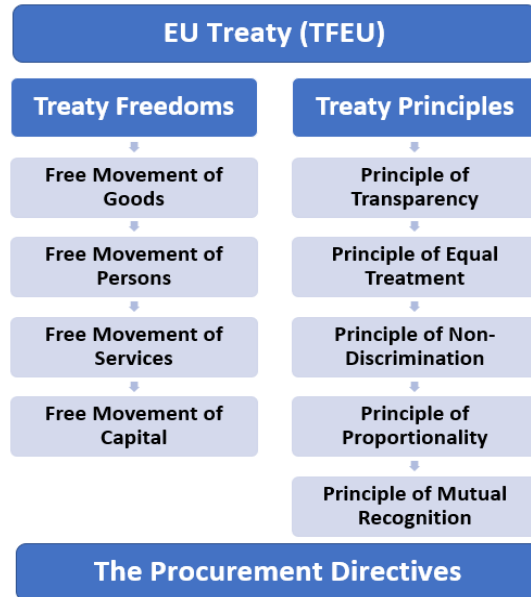 EU Treaty (TFEU)
Treaty Freedoms
Free Movement of
Goods
Free Movement of
Persons
Free Movement of
Services
Free Movement of
Capital
Treaty Principles
Principle of
Transparency
Principle of Equal
Treatment
Principle of Non-
Discrimination
Principle of
Proportionality
Principle of Mutual
Recognition
The Procurement Directives